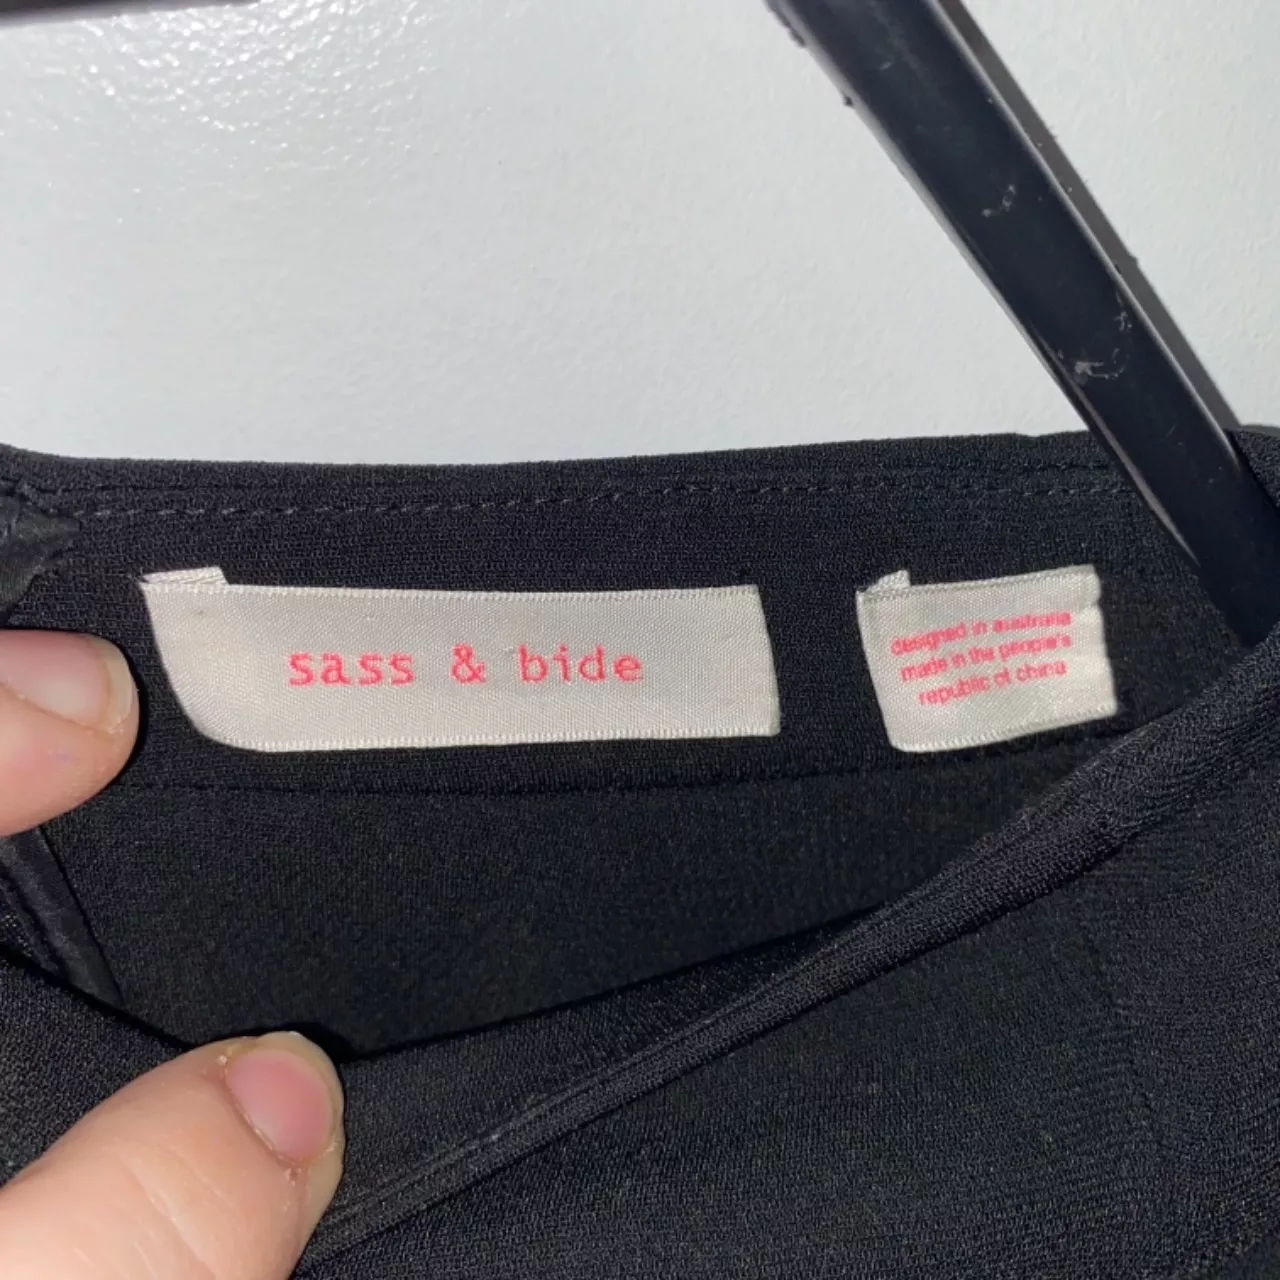 sass & bide
designed in australia
made in the people's
republic of china